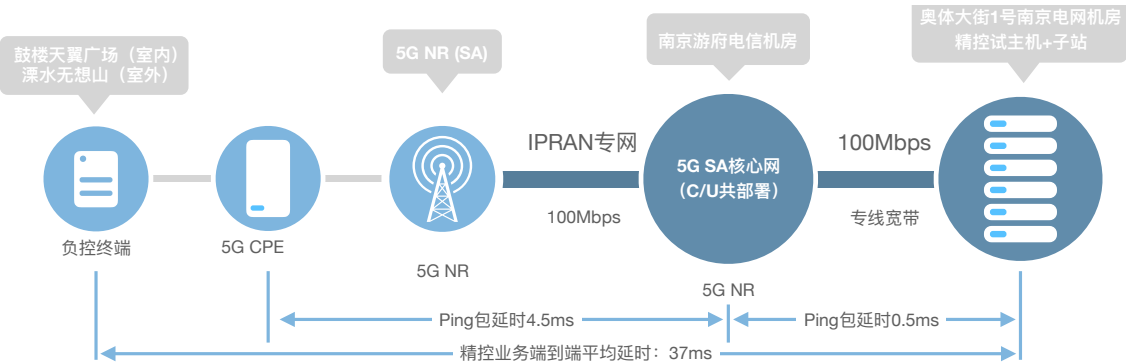 鼓楼天翼广场（室内）
溧水无想山（室外）
5G NR (SA)
南京游府电信机房
奥体大街1号南京电网机房
精控试主机+子站
IPRAN专网
100Mbps
5G SA核心网
（C/U共部署）
100Mbps
专线宽带
负控终端
5G CPE
5G NR
5G NR
Ping包延时4.5ms
Ping包延时0.5ms
精控业务端到端平均延时：37ms